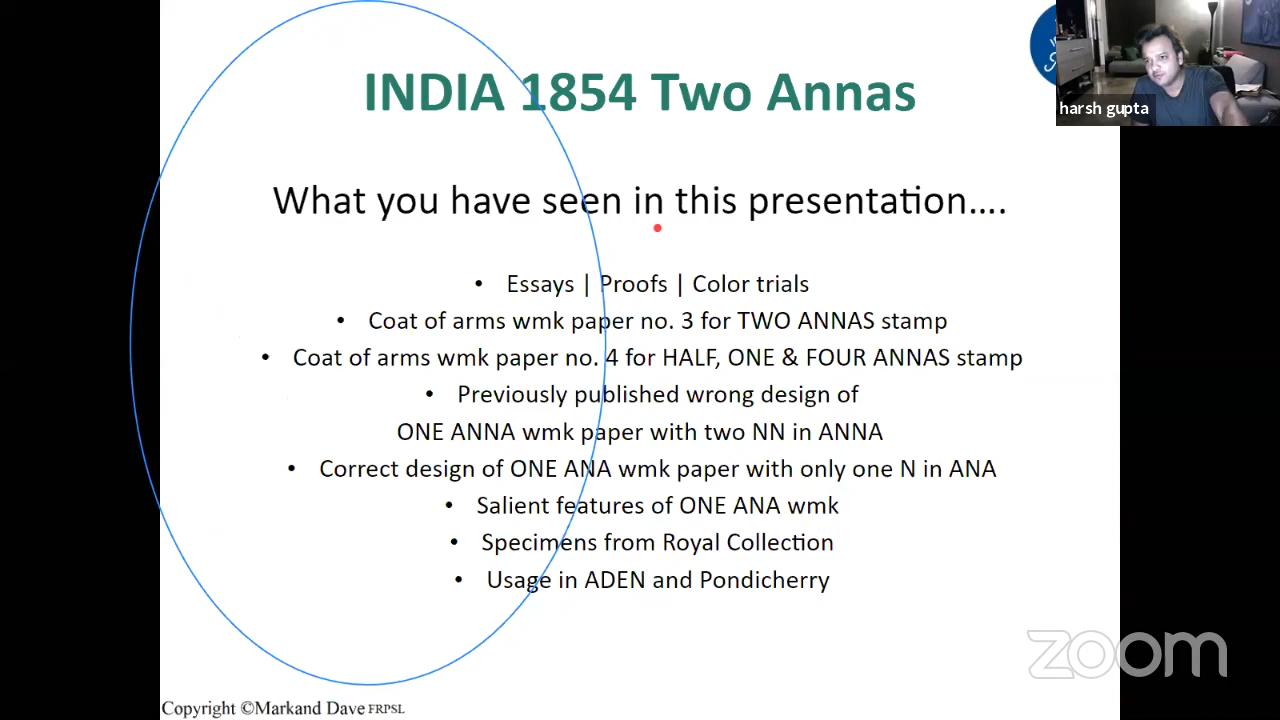 INDIA 1854 Two Annas
harsh gupta
What you have seen in this presentation....
• Essays | Proofs | Color trials
• Coat of arms wmk paper no. 3 for TWO ANNAS stamp
• Coat of arms wmk paper no. 4 for HALF, ONE & FOUR ANNAS stamp
• Previously published wrong design of
ONE ANNA wmk paper with two NN in ANNA
• Correct design of ONE ANA wmk paper with only one N in ANA
• Salient features of ONE ANA wmk
• Specimens from Royal Collection
• Usage in ADEN and Pondicherry
zoom
Copyright ©Markand Dave FRPSL